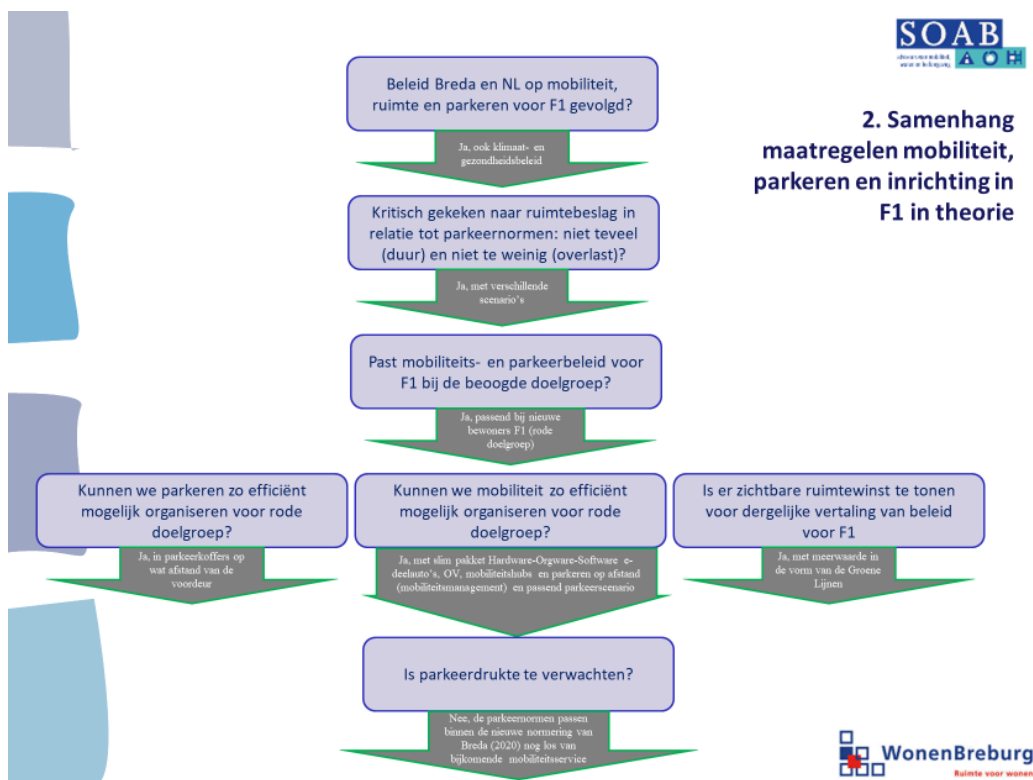 SOAB
Beleid Breda en NL op mobiliteit,
ruimte en parkeren voor F1 gevolgd?
2. Samenhang
maatregelen mobiliteit,
parkeren en inrichting in
F1 in theorie
Ja, ook klimaat- en
gezondheidsbeleid
Kritisch gekeken naar ruimtebeslag in
relatie tot parkeernormen: niet teveel
(duur) en niet te weinig (overlast)?
Ja, met verschillende
scenario's
Past mobiliteits- en parkeerbeleid voor
F1 bij de beoogde doelgroep?
Ja, passend bij nieuwe
bewoners F1 (rode
doelgroep)
Kunnen we parkeren zo efficiënt
mogelijk organiseren voor rode
doelgroep?
Ja, in parkeerkoffers op
wat afstand van de
voordeur
Kunnen we mobiliteit zo efficiënt
mogelijk organiseren voor rode
doelgroep?
Ja, met slim pakket Hardware-Orgware-Software e-
deelauto's, OV, mobiliteitshubs en parkeren op afstand
(mobiliteitsmanagement) en passend parkeerscenario
Is er zichtbare ruimtewinst te tonen
voor dergelijke vertaling van beleid
voor F1
Ja, met meerwaarde in
de vorm van de Groene
Lijnen
Is parkeerdrukte te verwachten?
Nee, de parkeernormen passen
binnen de nieuwe normering van
Breda (2020) nog los van
bijkomende mobiliteitsservice
WonenBreburg
Ruimte voor wonen